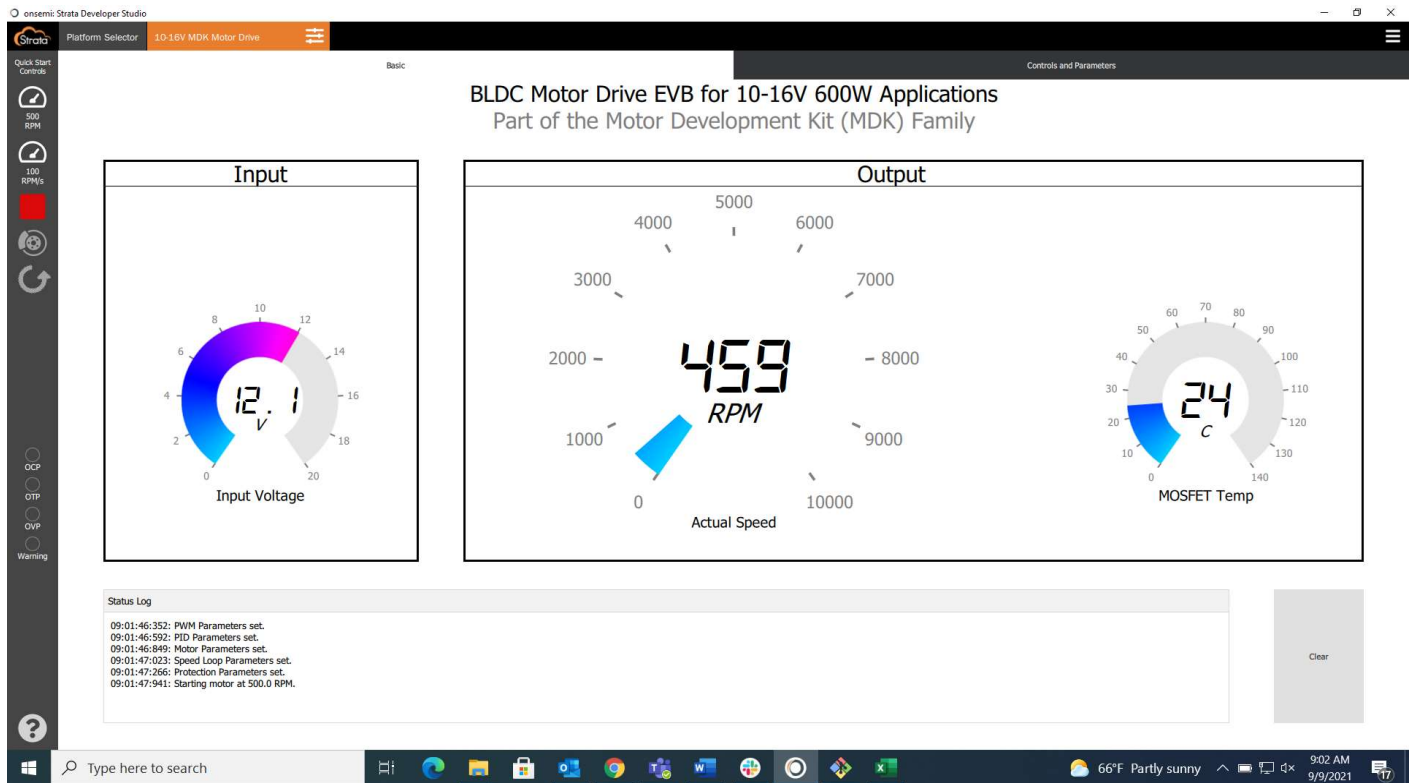 onsemi: Strata Developer Studio
Strata
Platform Selector
10-16V MDK Motor Drive
Quick Start
Controls
500
RPM
100
RPM/s
OCP
OTP
OVP
Warning
?
Basic
Controls and Parameters
BLDC Motor Drive EVB for 10-16V 600W Applications
Part of the Motor Development Kit (MDK) Family
Input
0
2
4
6
8
10
12
14
16
18
20
12.1
V
Input Voltage
Output
0
1000
2000
3000
4000
5000
6000
7000
8000
9000
10000
459
RPM
Actual Speed
0
10
20
30
40
50
60
70
80
90
100
110
120
130
140
24
C
MOSFET Temp
Status Log
09:01:46:352: PWM Parameters set.
09:01:46:592: PID Parameters set.
09:01:46:849: Motor Parameters set.
09:01:47:023: Speed Loop Parameters set.
09:01:47:266: Protection Parameters set.
09:01:47:941: Starting motor at 500.0 RPM.
Clear
Type here to search
66°F Partly sunny
9:02 AM
9/9/2021
17